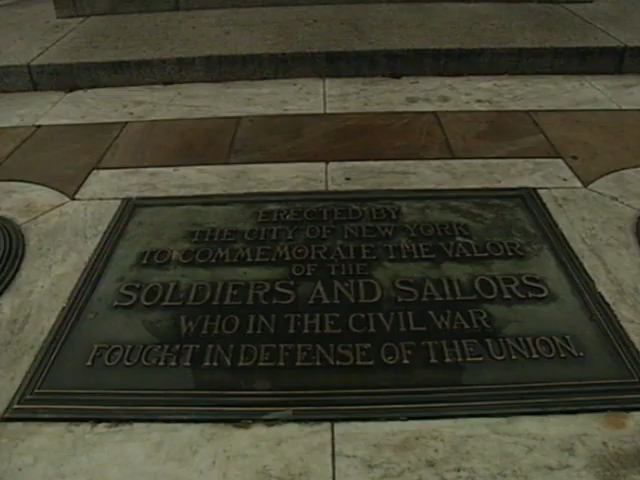 ERECTED BY
THE CITY OF NEW YORK
TO COMMEMORATE THE VALOR
OF THE
SOLDIERS AND SAILORS
WHO IN THE CIVIL WAR
FOUGHT IN DEFENSE OF THE UNION.